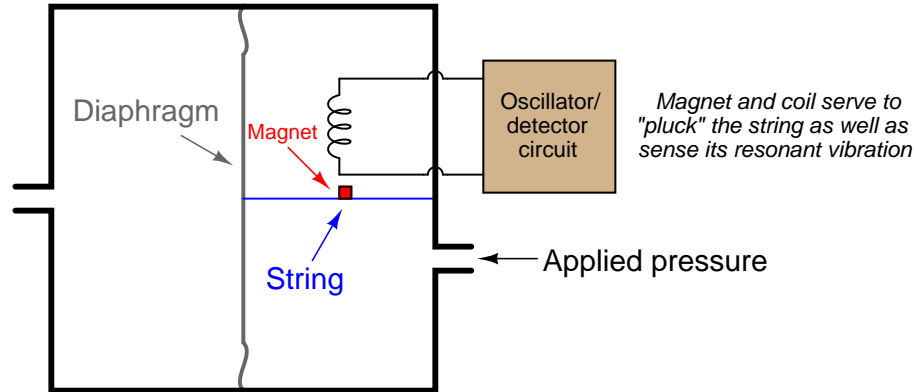 Diaphragm
Magnet
String
Oscillator/
detector
circuit
Magnet and coil serve to
"pluck" the string as well as
sense its resonant vibration
Applied pressure